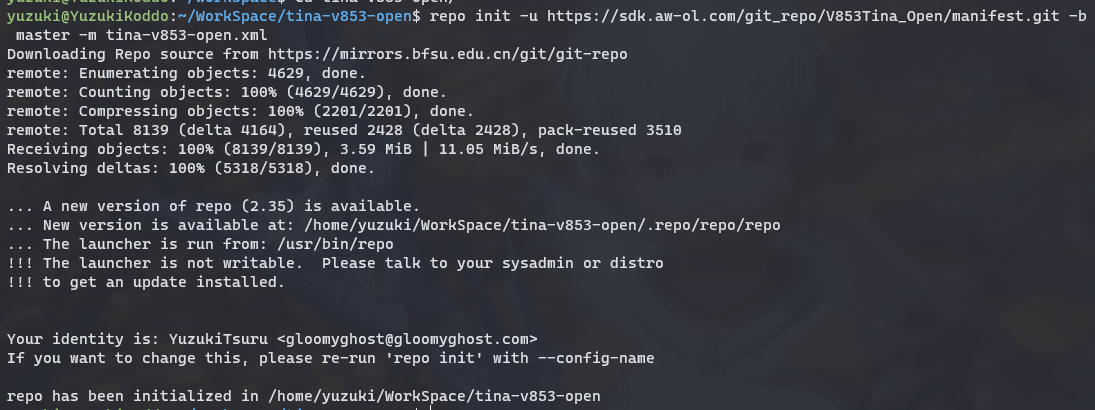 yuzuki@YuzukiKoddo:~/WorkSpace/tina-v853-open$ repo init -u https://sdk.aw-ol.com/git_repo/V853Tina_Open/manifest.git -b
 master -m tina-v853-open.xml
Downloading Repo source from https://mirrors.bfsu.edu.cn/git/git-repo
remote: Enumerating objects: 4629, done.
remote: Counting objects: 100% (4629/4629), done.
remote: Compressing objects: 100% (2201/2201), done.
remote: Total 8139 (delta 4164), reused 2428 (delta 2428), pack-reused 3510
Receiving objects: 100% (8139/8139), 3.59 MiB | 11.05 MiB/s, done.
Resolving deltas: 100% (5318/5318), done.

... A new version of repo (2.35) is available.
... New version is available at: /home/yuzuki/WorkSpace/tina-v853-open/.repo/repo/repo
... The launcher is run from: /usr/bin/repo
!!! The launcher is not writable.  Please talk to your sysadmin or distro
!!! to get an update installed.

Your identity is: YuzukiTsuru <gloomyghost@gloomyghost.com>
If you want to change this, please re-run 'repo init' with --config-name

repo has been initialized in /home/yuzuki/WorkSpace/tina-v853-open